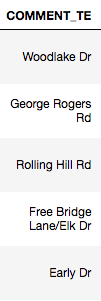 COMMENT_TE
Woodlake Dr
George Rogers
Rd
Rolling Hill Rd
Free Bridge
Lane/Elk Dr
Early Dr